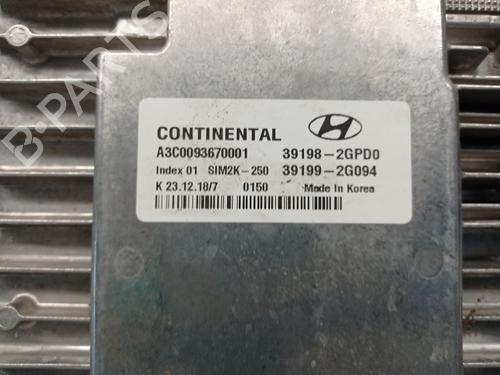 B-PARTS
CONTINENTAL
A3C0093670001 39198-2GPD0
Index 01 SIM2K-250 39199-2G094
K 23.12.18/7 0150 Made In Korea